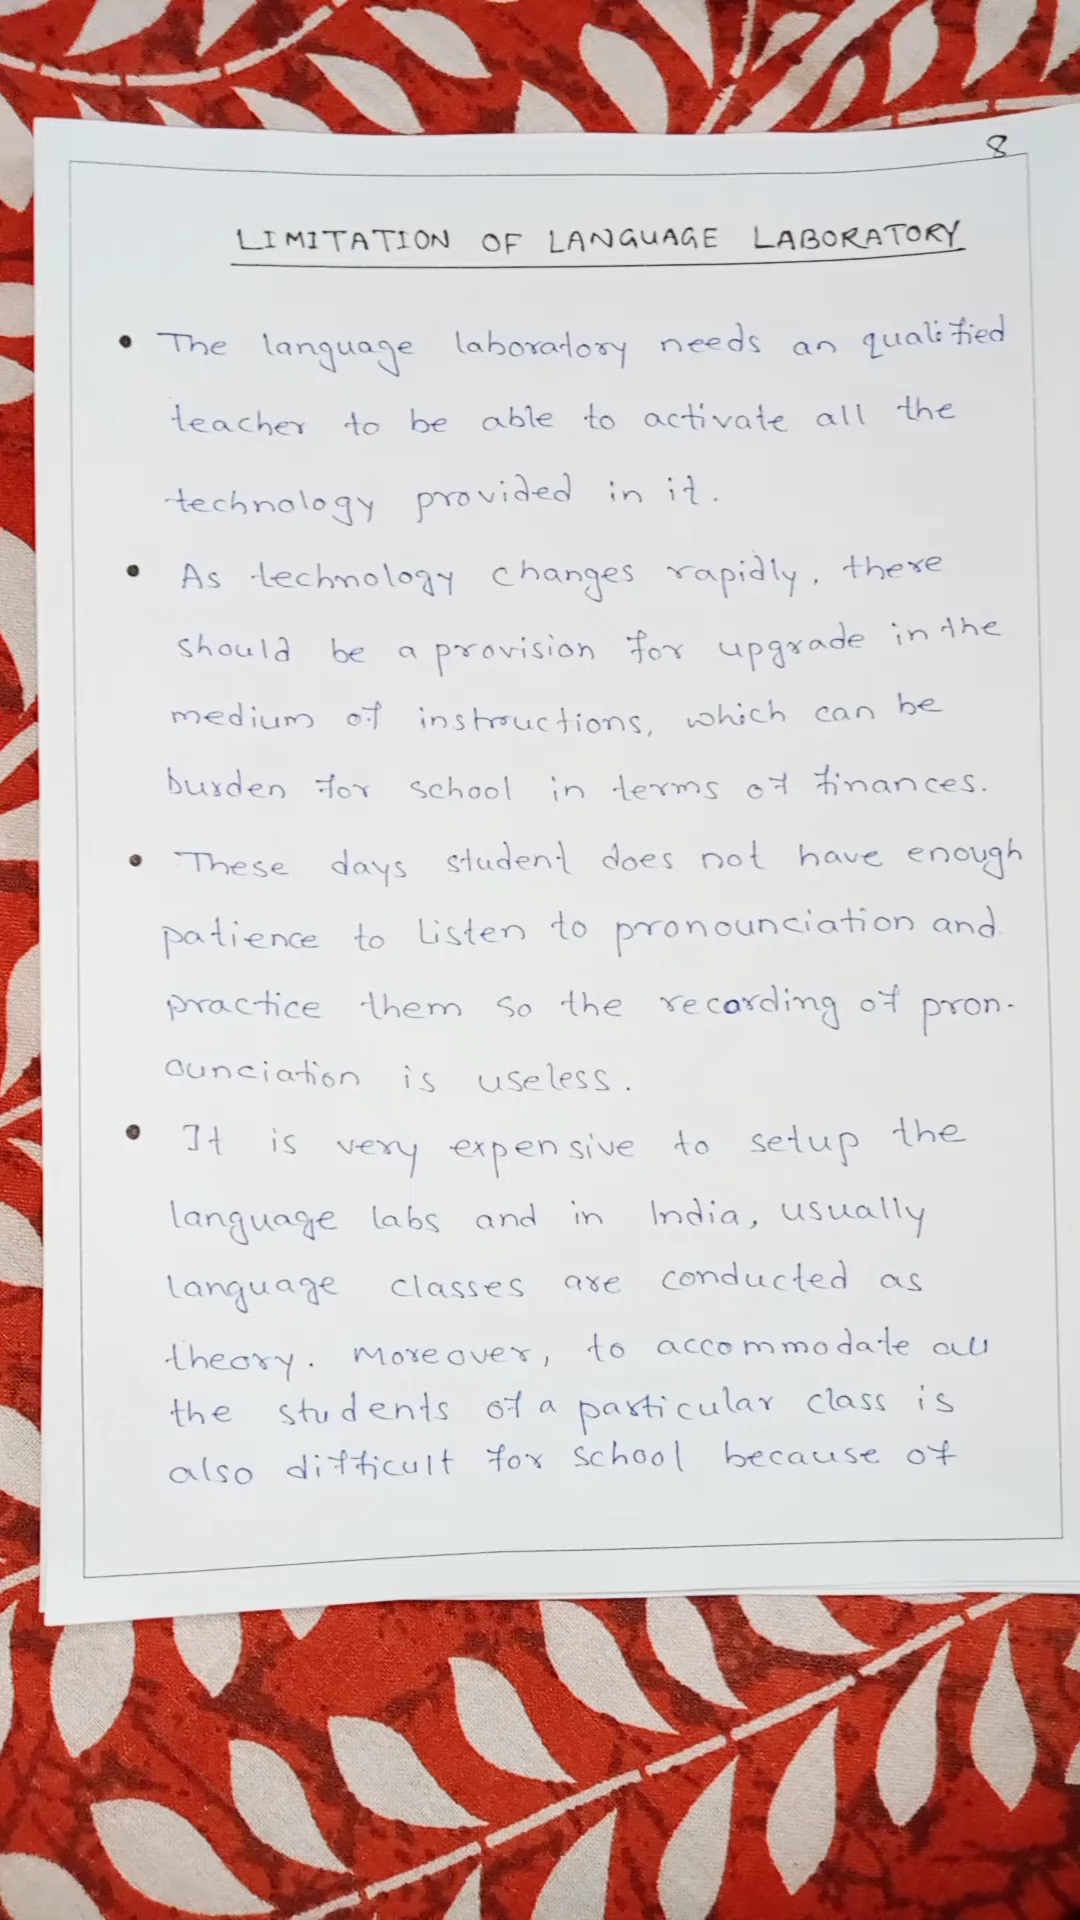 8
LIMITATION OF LANGUAGE LABORATORY
• The language laboratory needs an qualified
teacher to be able to activate all the
technology provided in it.
• As technology changes rapidly, there
should be a provision for upgrade in the
medium of instructions, which can be
burden for school in terms of finances.
• These days student does not have enough
patience to listen to pronounciation and
practice them so the recording of pron-
ounciation is useless.
• It is very expensive to setup the
language labs and in India, usually
language classes are conducted as
theory. Moreover, to accommodate all
the students of a particular class is
also difficult for school because of